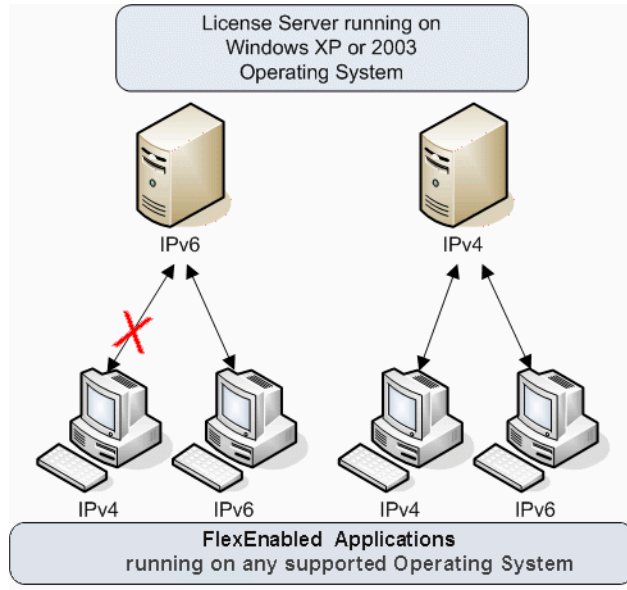 License Server running on
Windows XP or 2003
Operating System
IPv6
IPv4
IPv4
IPv6
IPv4
IPv6
FlexEnabled Applications
running on any supported Operating System